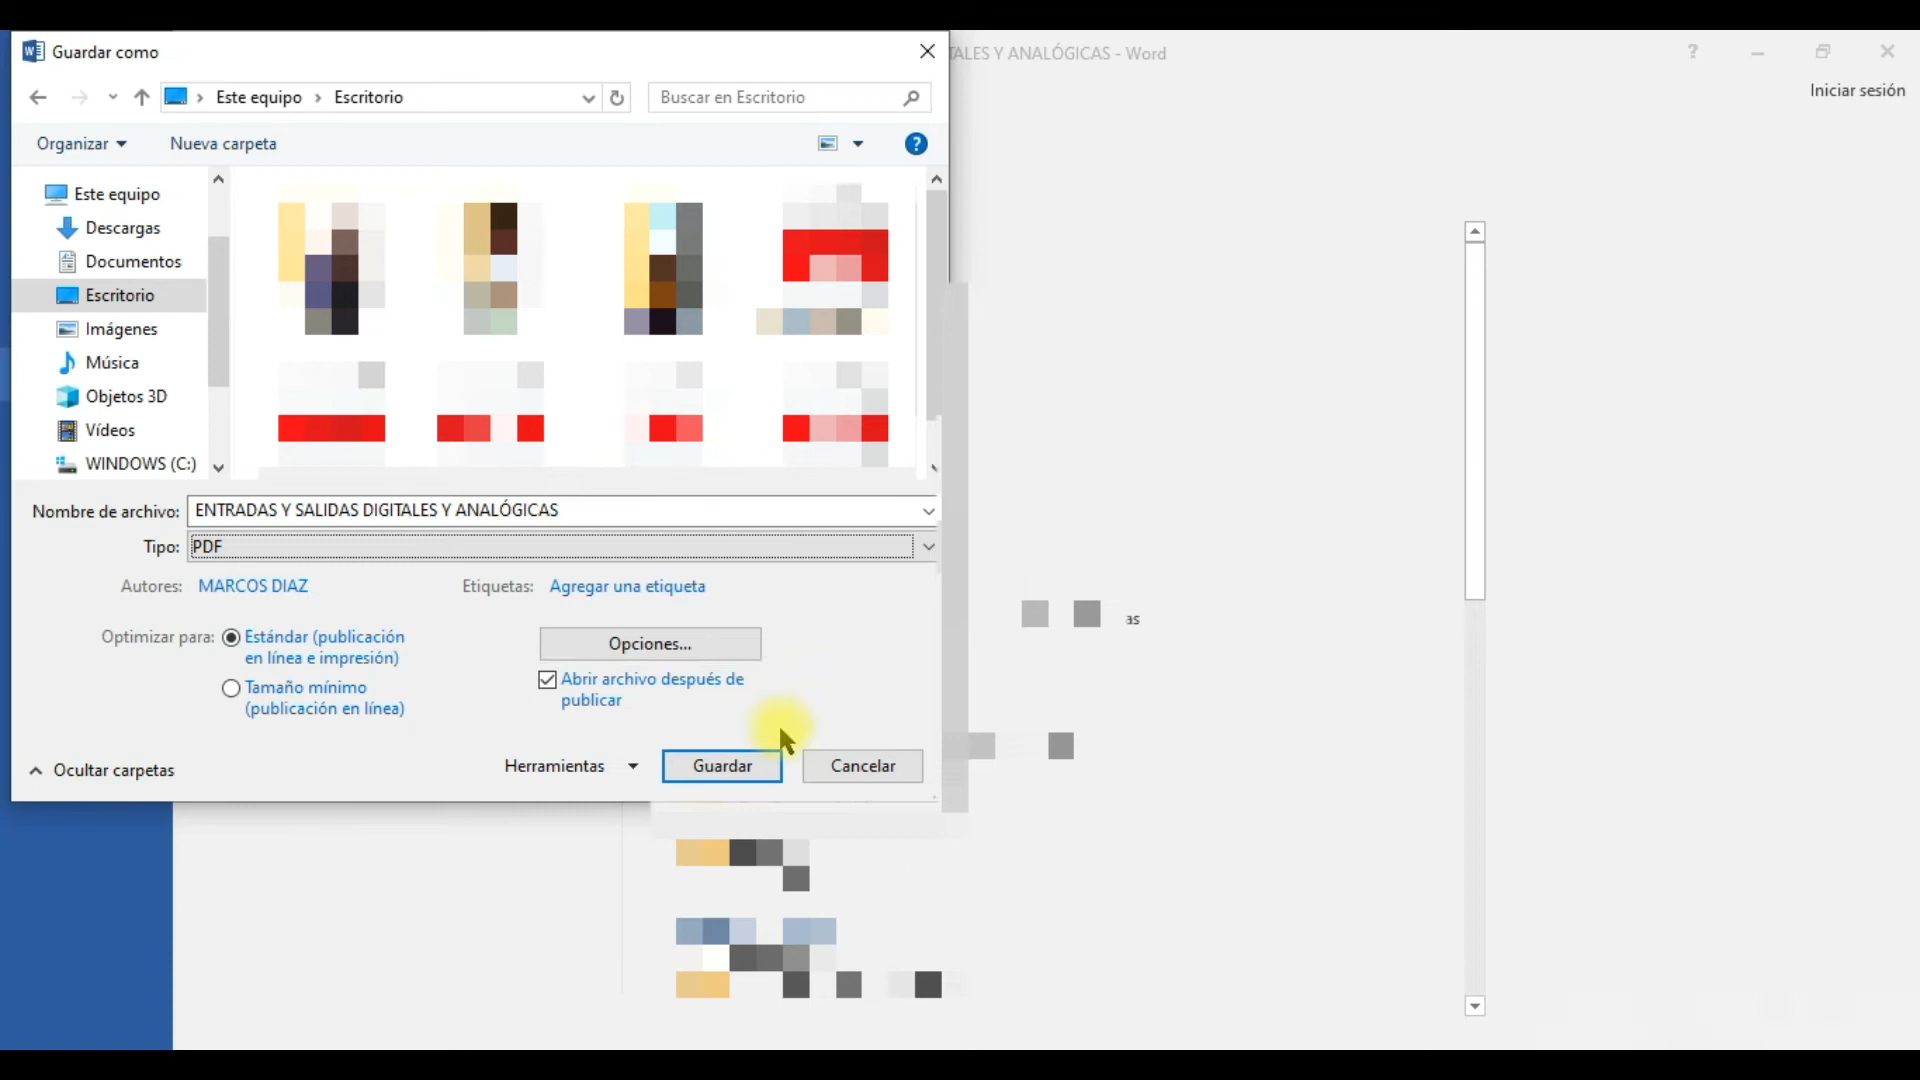 Guardar como
TALES Y ANALÓGICAS - Word
?
Iniciar sesión
Este equipo
Escritorio
Buscar en Escritorio
Organizar
Nueva carpeta
?
Este equipo
Descargas
Documentos
Escritorio
Imágenes
Música
Objetos 3D
Vídeos
WINDOWS (C:)
Nombre de archivo: ENTRADAS Y SALIDAS DIGITALES Y ANALÓGICAS
Tipo: PDF
Autores: MARCOS DIAZ
Etiquetas: Agregar una etiqueta
as
Optimizar para: Estándar (publicación
en línea e impresión)
Tamaño mínimo
(publicación en línea)
Opciones...
Abrir archivo después de
publicar
Ocultar carpetas
Herramientas
Guardar
Cancelar